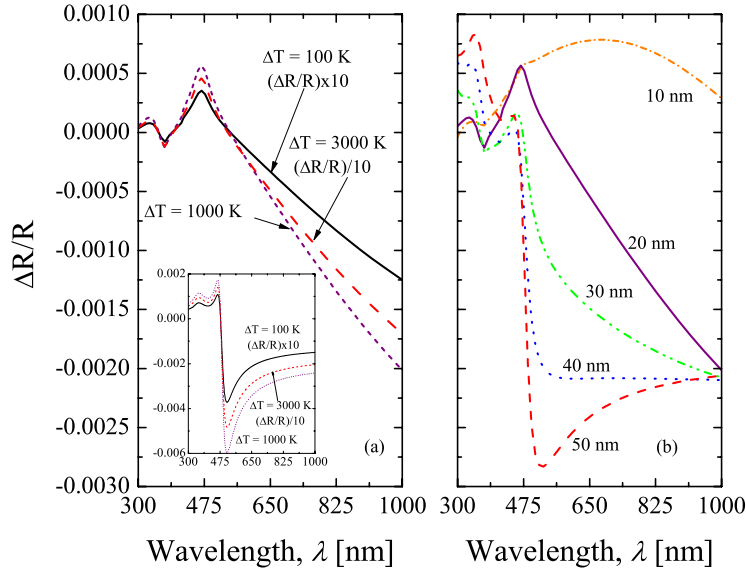 ΔR/R
0.0010
0.0005
0.0000
-0.0005
-0.0010
-0.0015
-0.0020
-0.0025
-0.0030
ΔT = 100 K
(ΔR/R)x10
ΔT = 3000 K
(ΔR/R)/10
ΔT = 1000 K
0.002
0.000
-0.002
-0.004
-0.006
ΔT = 100 K
(ΔR/R)x10
ΔT = 3000 K
(ΔR/R)/10
ΔT = 1000 K
300 475 650 825 1000
(a)
300 475 650 825 1000
Wavelength, λ [nm]
10 nm
20 nm
30 nm
40 nm
50 nm
(b)
300 475 650 825 1000
Wavelength, λ [nm]